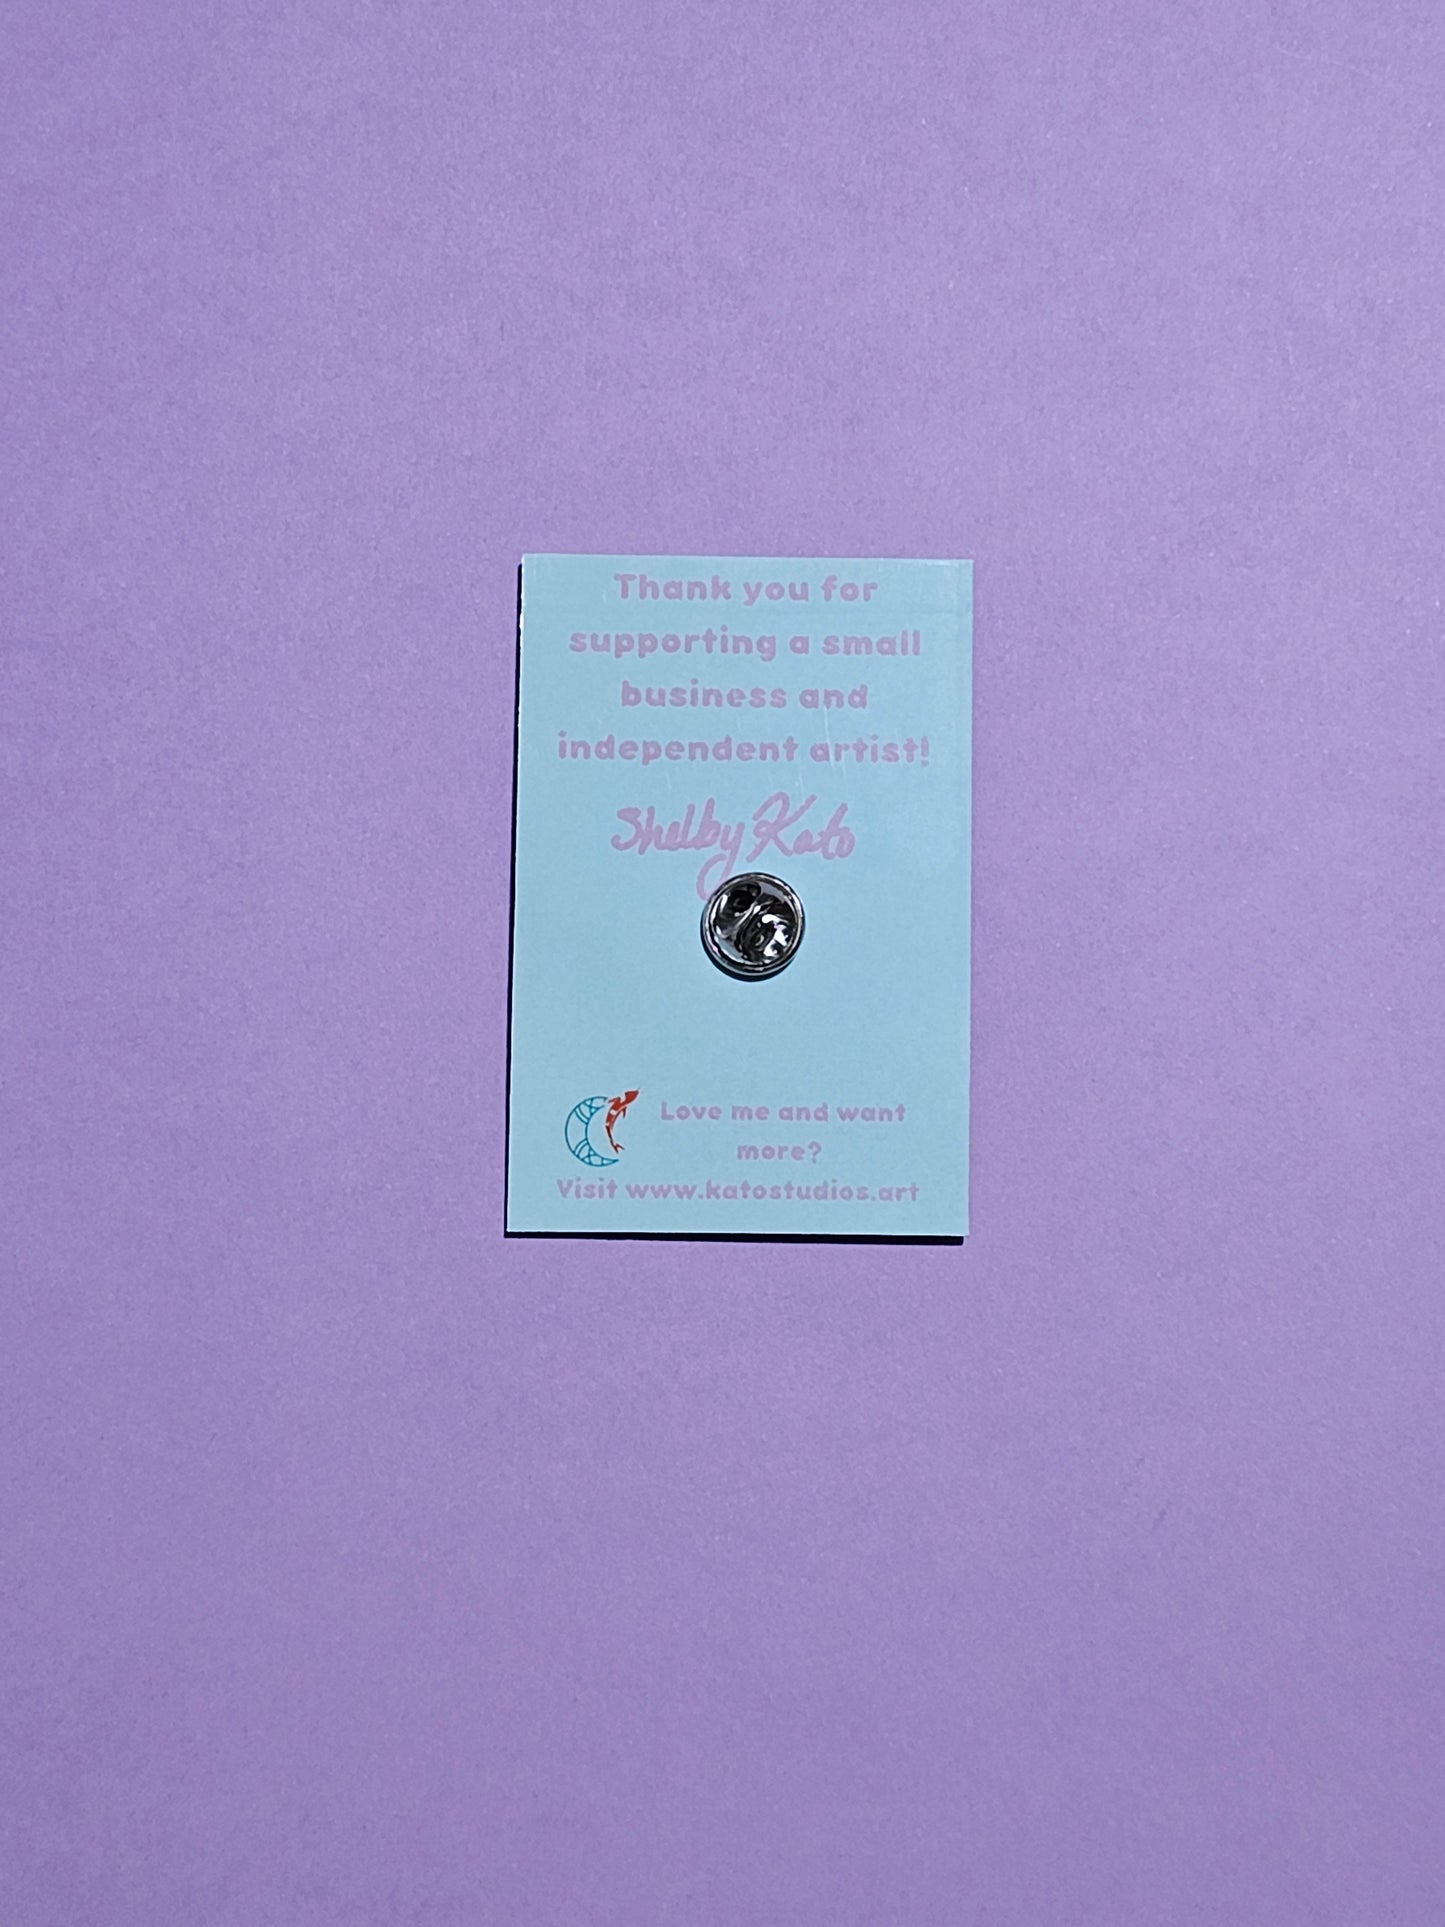 Thank you for
supporting a small
business and
independent artist!
Shelby Kato
Love me and want
more?
Visit www.katostudios.art